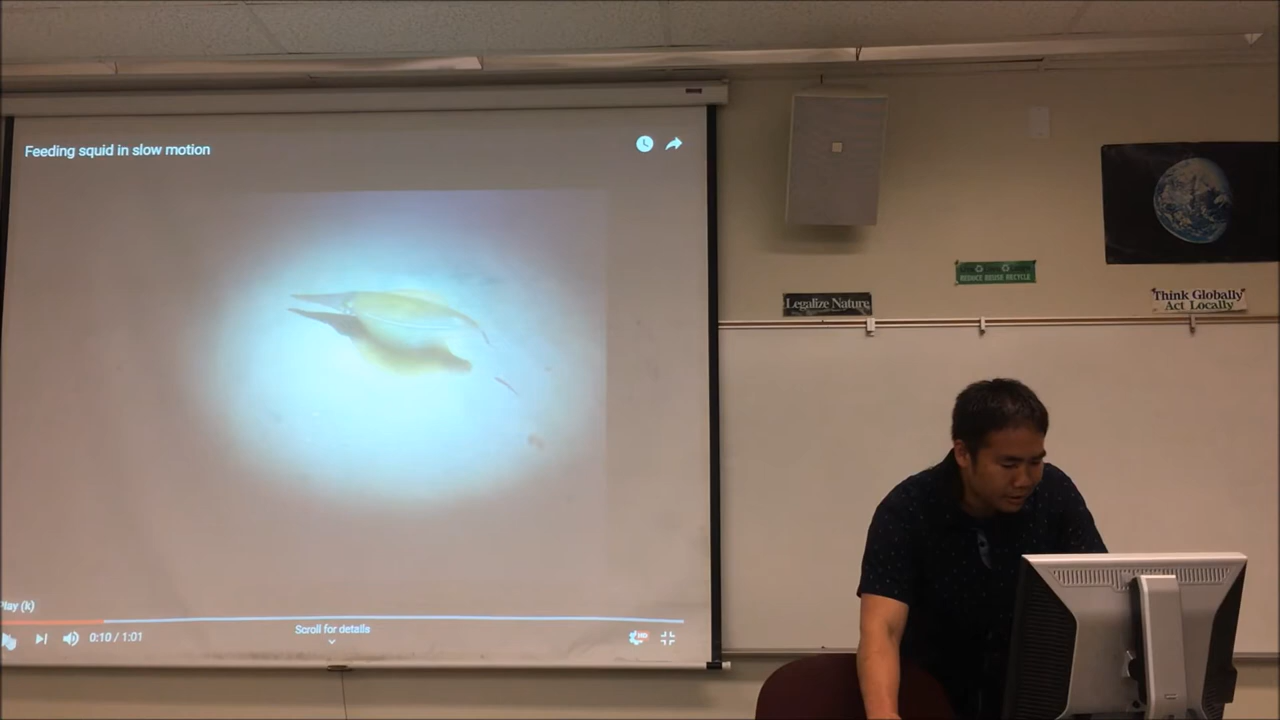 Feeding squid in slow motion
Legalize Nature
REDUCE REUSE RECYCLE
Think Globally
Act Locally
Play (k)
Scroll for details
0:10 / 1:01
HD